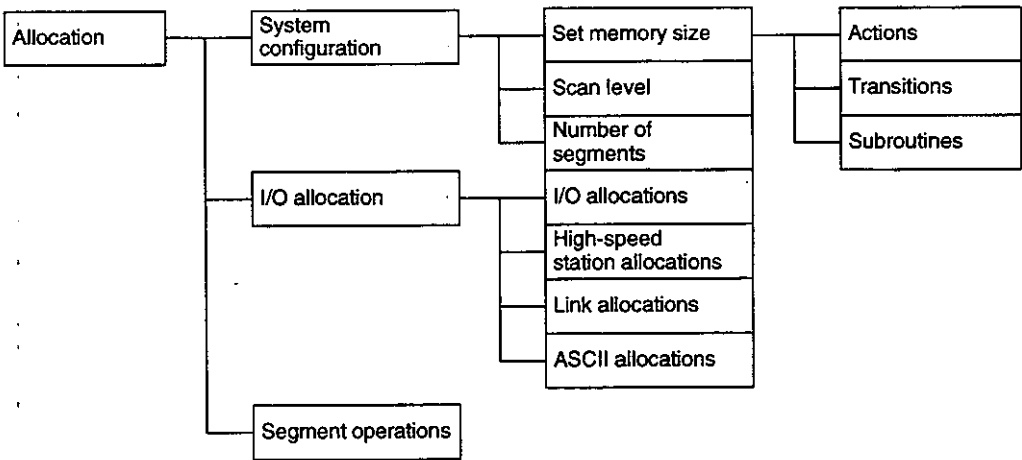 Allocation
System
configuration
Set memory size
Actions
Scan level
Transitions
Number of
segments
Subroutines
I/O allocation
I/O allocations
High-speed
station allocations
Link allocations
ASCII allocations
Segment operations